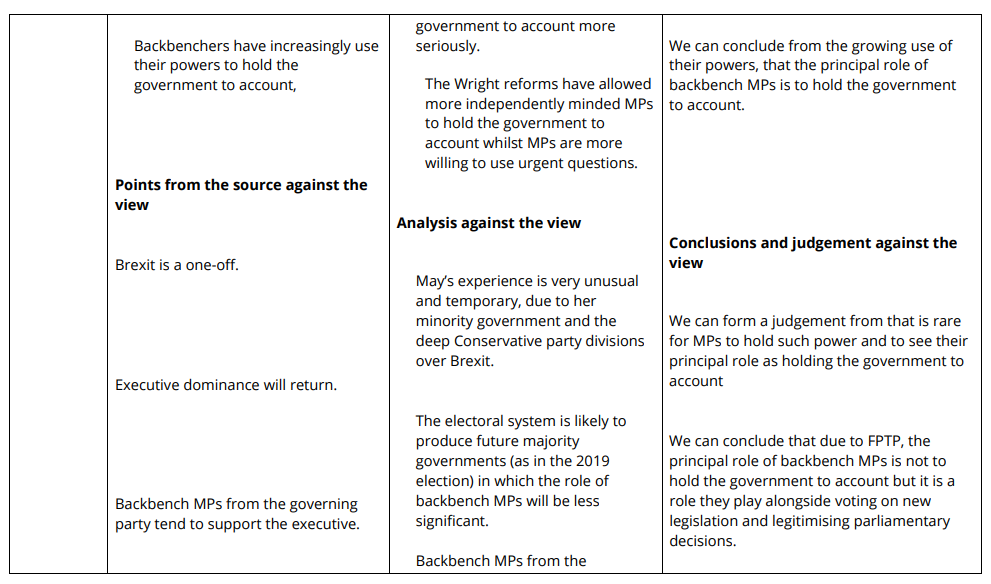 Backbenchers have increasingly use
their powers to hold the
government to account,
Points from the source against the
view
Brexit is a one-off.
Executive dominance will return.
Backbench MPs from the governing
party tend to support the executive.
government to account more
seriously.
The Wright reforms have allowed
more independently minded MPs
to hold the government to
account whilst MPs are more
willing to use urgent questions.
Analysis against the view
May’s experience is very unusual
and temporary, due to her
minority government and the
deep Conservative party divisions
over Brexit.
The electoral system is likely to
produce future majority
governments (as in the 2019
election) in which the role of
backbench MPs will be less
significant.
Backbench MPs from the
We can conclude from the growing use of
their powers, that the principal role of
backbench MPs is to hold the government
to account.
Conclusions and judgement against the
view
We can form a judgement from that is rare
for MPs to hold such power and to see their
principal role as holding the government to
account
We can conclude that due to FPTP, the
principal role of backbench MPs is not to
hold the government to account but it is a
role they play alongside voting on new
legislation and legitimising parliamentary
decisions.